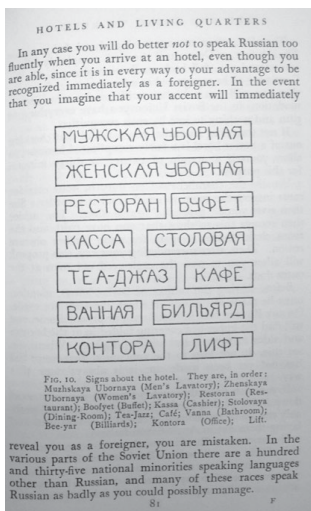 HOTELS AND LIVING QUARTERS
In any case you will do better not to speak Russian too
fluently when you arrive at an hotel, even though you
are able, since it is in every way to your advantage to be
recognized immediately as a foreigner. In the event
that you imagine that your accent will immediately
МУЖСКАЯ УБОРНАЯ
ЖЕНСКАЯ УБОРНАЯ
РЕСТОРАН БУФЕТ
КАССА СТОЛОВАЯ
ТЕА-ДЖАЗ КАФЕ
ВАННАЯ БИЛЬЯРД
КОНТОРА ЛИФТ
FIG. 10. Signs about the hotel. They are, in order:
Muzhskaya Ubornaya (Men's Lavatory); Zhenskaya
Ubornaya (Women's Lavatory); Restoran (Res-
taurant); Boofyet (Buffet); Kassa (Cashier); Stolovaya
(Dining-Room); Tea-Jazz; Café; Vanna (Bathroom);
Bee-yar (Billiards); Kontora (Office); Lift.
reveal you as a foreigner, you are mistaken. In the
various parts of the Soviet Union there are a hundred
and thirty-five national minorities speaking languages
other than Russian, and many of these races speak
Russian as badly as you could possibly manage.
81 F